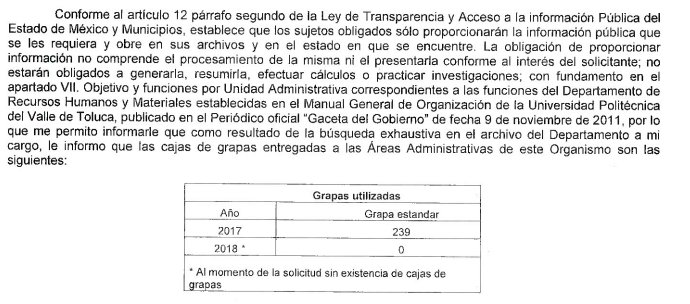 Conforme al artículo 12 párrafo segundo de la Ley de Transparencia y Acceso a la información Pública del
Estado de México y Municipios, establece que los sujetos obligados sólo proporcionarán la información pública que
se les requiera y obre en sus archivos y en el estado en que se encuentre. La obligación de proporcionar
información no comprende el procesamiento de la misma ni el presentarla conforme al interés del solicitante; no
estarán obligados a generarla, resumirla, efectuar cálculos o practicar investigaciones; con fundamento en el
apartado VII. Objetivo y funciones por Unidad Administrativa correspondientes a las funciones del Departamento de
Recursos Humanos y Materiales establecidas en el Manual General de Organización de la Universidad Politécnica
del Valle de Toluca, publicado en el Periódico oficial "Gaceta del Gobierno" de fecha 9 de noviembre de 2011, por lo
que me permito informarle que como resultado de la búsqueda exhaustiva en el archivo del Departamento a mi
cargo, le informo que las cajas de grapas entregadas a las Áreas Administrativas de este Organismo son las
siguientes:
Grapas utilizadas
Año Grapa estandar
2017 239
2018 * 0
* Al momento de la solicitud sin existencia de cajas de
grapas